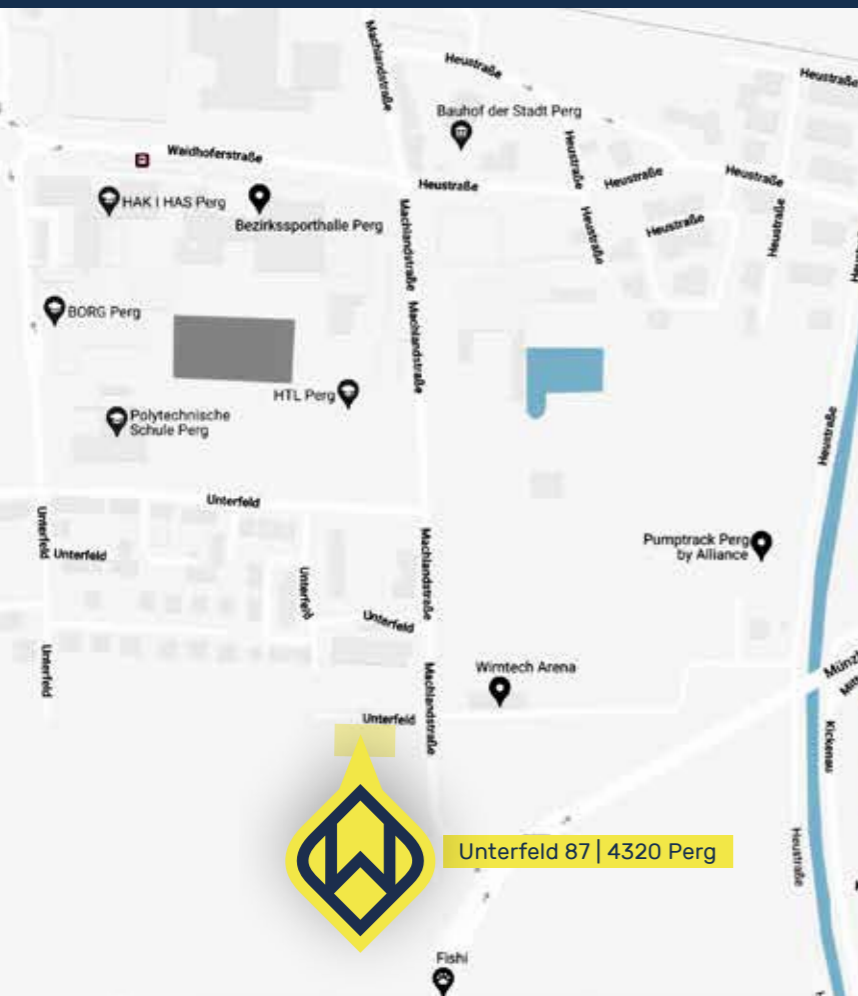 Machlandstraße
Heustraße
Heustraße
Bauhof der Stadt Perg
Waidhoferstraße
Heustraße
Heustraße
Heustraße
Heustraße
HAK I HAS Perg
Bezirkssporthalle Perg
Machlandstraße
Heustraße
Heustraße
Heustraße
BORG Perg
Machlandstraße
HTL Perg
Polytechnische
Schule Perg
Heustraße
Unterfeld
Unterfeld
Unterfeld
Machlandstraße
Pumptrack Perg
by Alliance
Unterfeld
Unterfeld
Unterfeld
Machlandstraße
Wimtech Arena
Unterfeld
Kickenau
Unterfeld 87 | 4320 Perg
Heustraße
Fishi